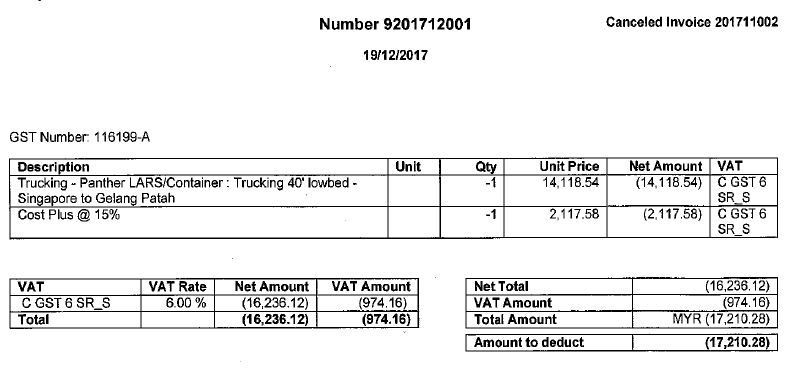 Number 9201712001
Canceled Invoice 201711002
19/12/2017
GST Number: 116199-A
Description Unit Qty Unit Price Net Amount VAT
Trucking - Panther LARS/Container : Trucking 40' lowbed - -1 14,118.54 (14,118.54) C GST 6
Singapore to Gelang Patah SR_S
Cost Plus @ 15% -1 2,117.58 (2,117.58) C GST 6
SR_S
VAT VAT Rate Net Amount VAT Amount
C GST 6 SR_S 6.00 % (16,236.12) (974.16)
Total (16,236.12) (974.16)
Net Total (16,236.12)
VAT Amount (974.16)
Total Amount MYR (17,210.28)
Amount to deduct (17,210.28)